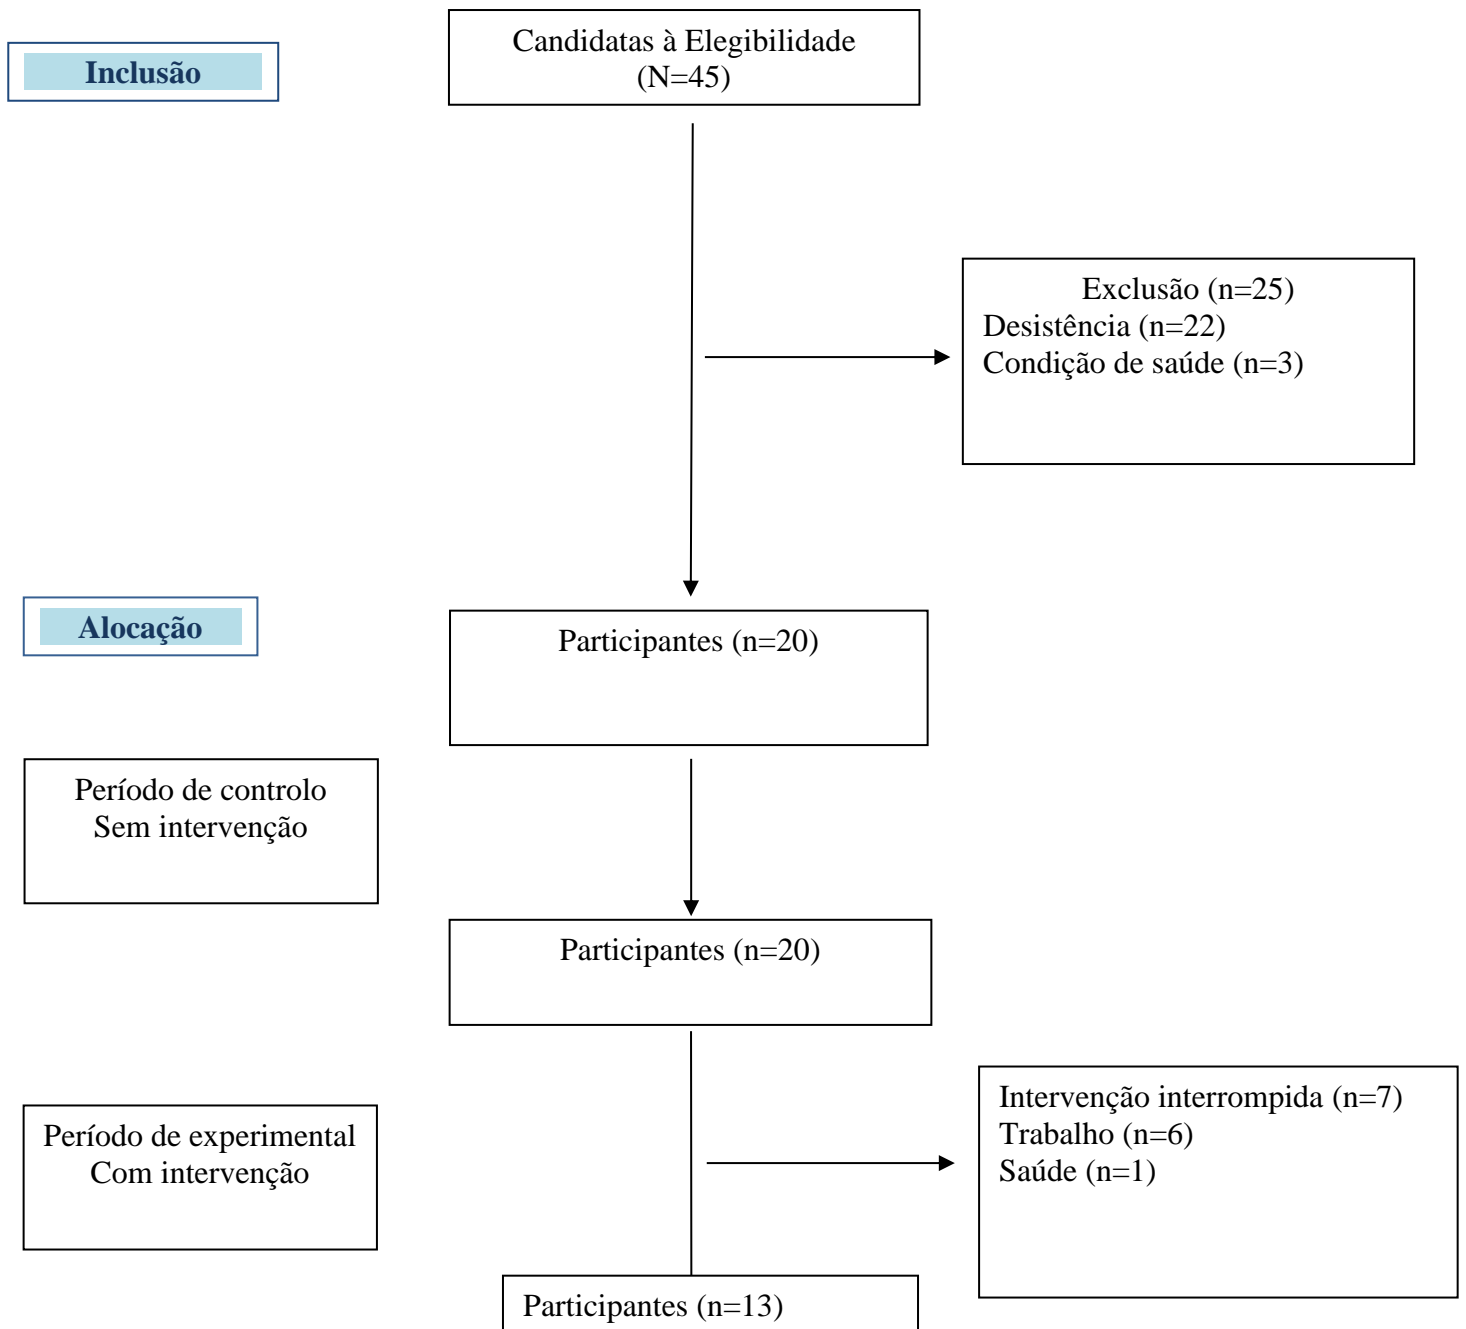 Inclusão
Candidatas à Elegibilidade
(N=45)
Exclusão (n=25)
Desistência (n=22)
Condição de saúde (n=3)
Alocação
Participantes (n=20)
Período de controlo
Sem intervenção
Participantes (n=20)
Período de experimental
Com intervenção
Intervenção interrompida (n=7)
Trabalho (n=6)
Saúde (n=1)
Participantes (n=13)